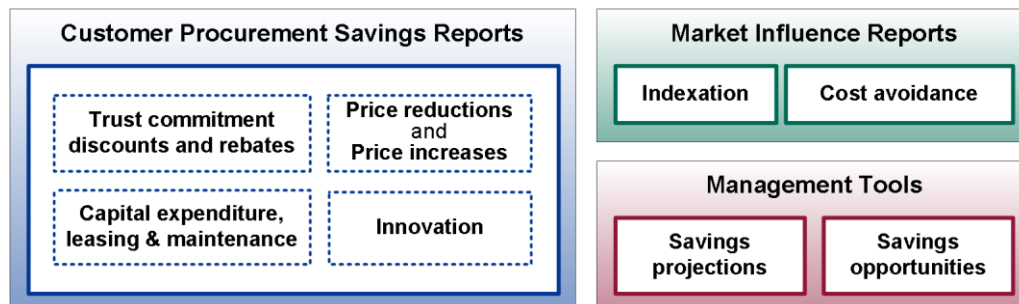 Customer Procurement Savings Reports
Trust commitment
discounts and rebates
Price reductions
and
Price increases
Capital expenditure,
leasing & maintenance
Innovation
Market Influence Reports
Indexation
Cost avoidance
Management Tools
Savings
projections
Savings
opportunities